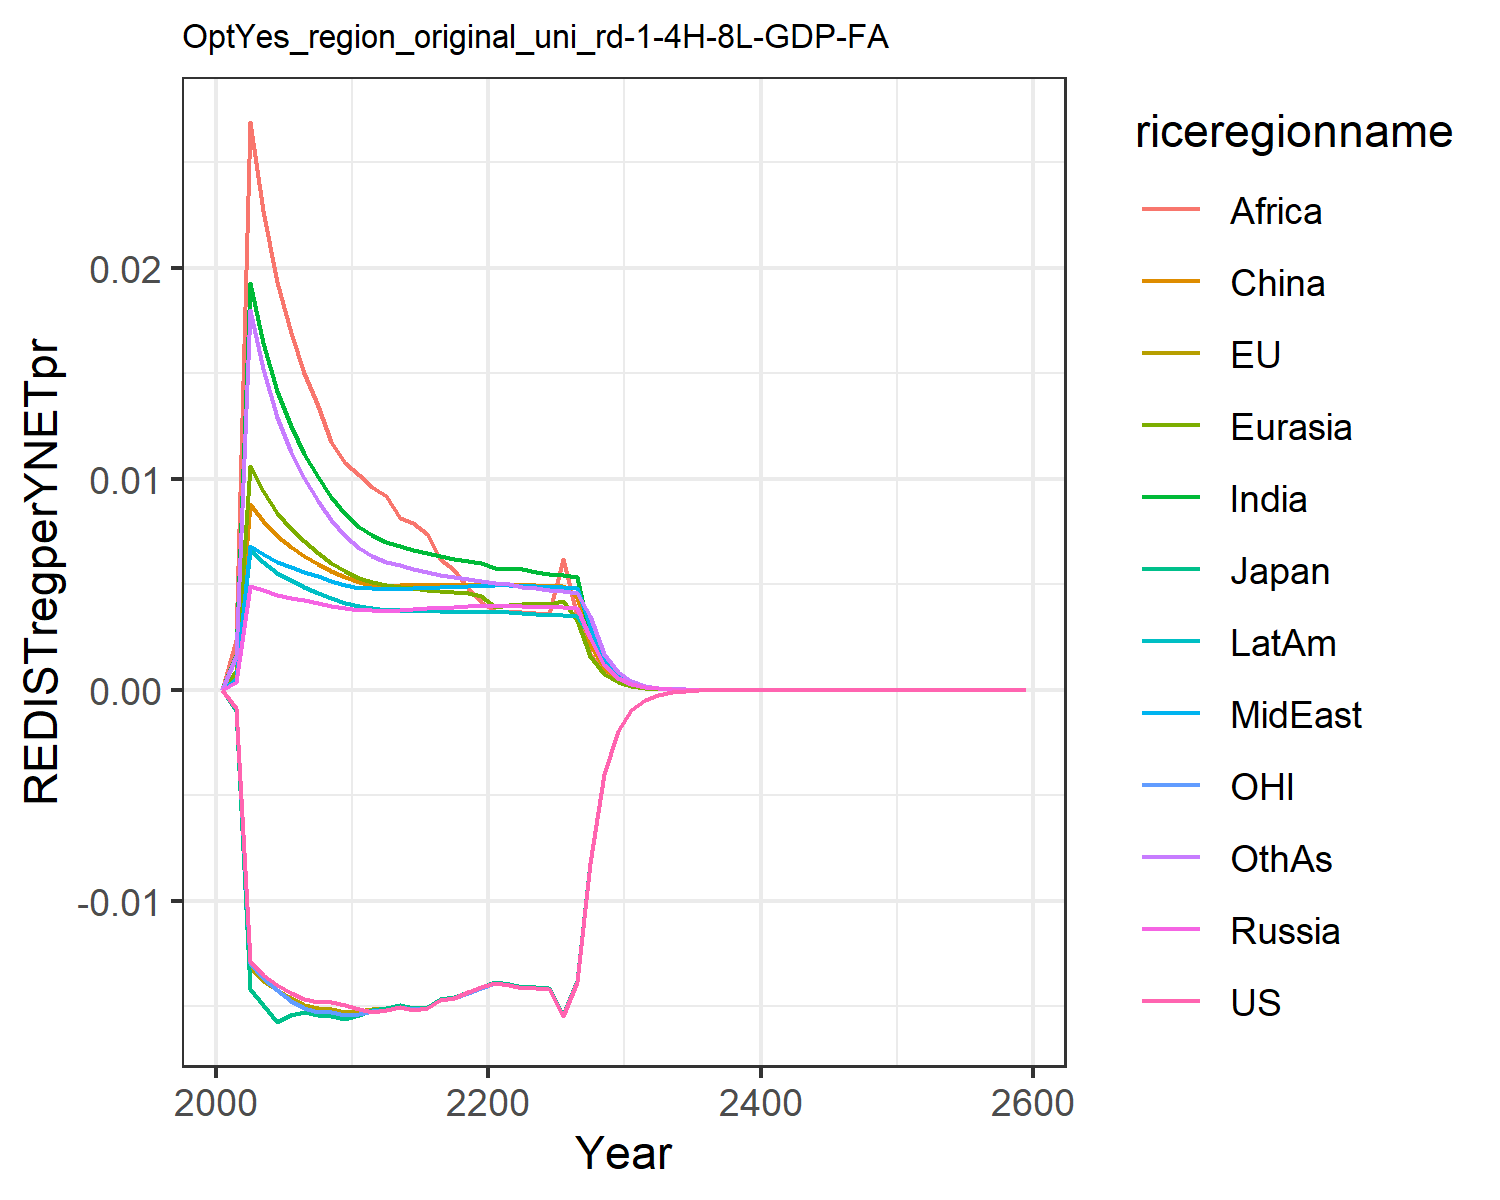 OptYes_region_original_uni_rd-1-4H-8L-GDP-FA
REDISTregperYNETpr
0.02
0.01
0.00
-0.01
2000
2200
2400
2600
Year
riceregionname
Africa
China
EU
Eurasia
India
Japan
LatAm
MidEast
OHI
OthAs
Russia
US